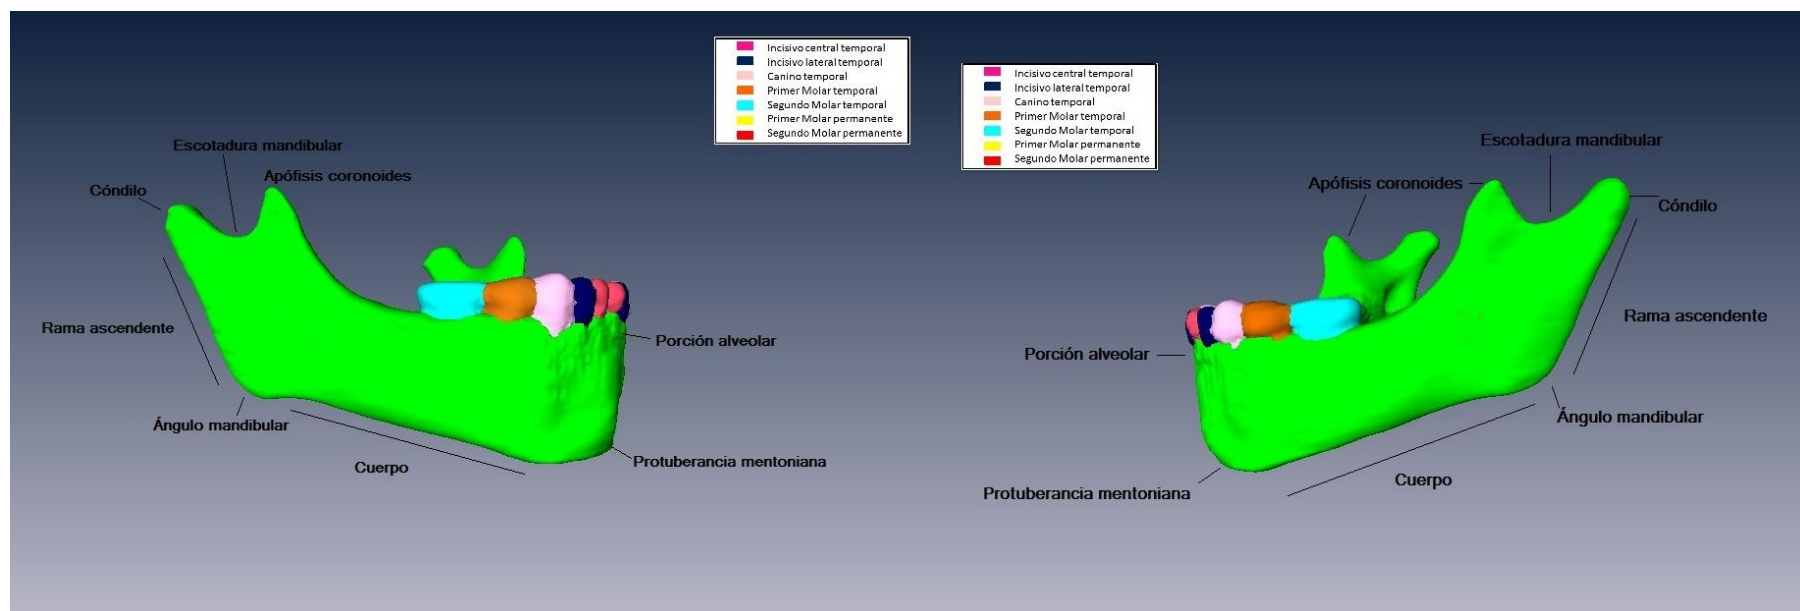 Incisivo central temporal
Incisivo lateral temporal
Canino temporal
Primer Molar temporal
Segundo Molar temporal
Primer Molar permanente
Segundo Molar permanente
Escotadura mandibular
Apófisis coronoides
Cóndilo
Rama ascendente
Porción alveolar
Ángulo mandibular
Cuerpo
Protuberancia mentoniana
Incisivo central temporal
Incisivo lateral temporal
Canino temporal
Primer Molar temporal
Segundo Molar temporal
Primer Molar permanente
Segundo Molar permanente
Escotadura mandibular
Apófisis coronoides
Cóndilo
Rama ascendente
Porción alveolar
Ángulo mandibular
Cuerpo
Protuberancia mentoniana